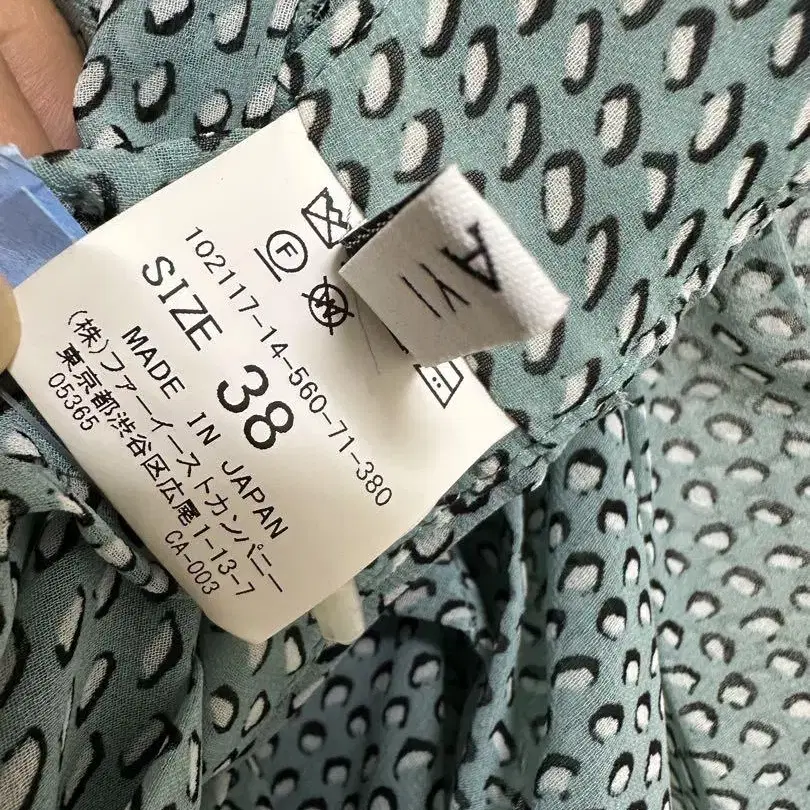 102117-14-560-71-380
SIZE 38
MADE IN JAPAN
(株)ファーイーストカンパニー
東京都渋谷区広尾1-13-7
05365 CA-003
F